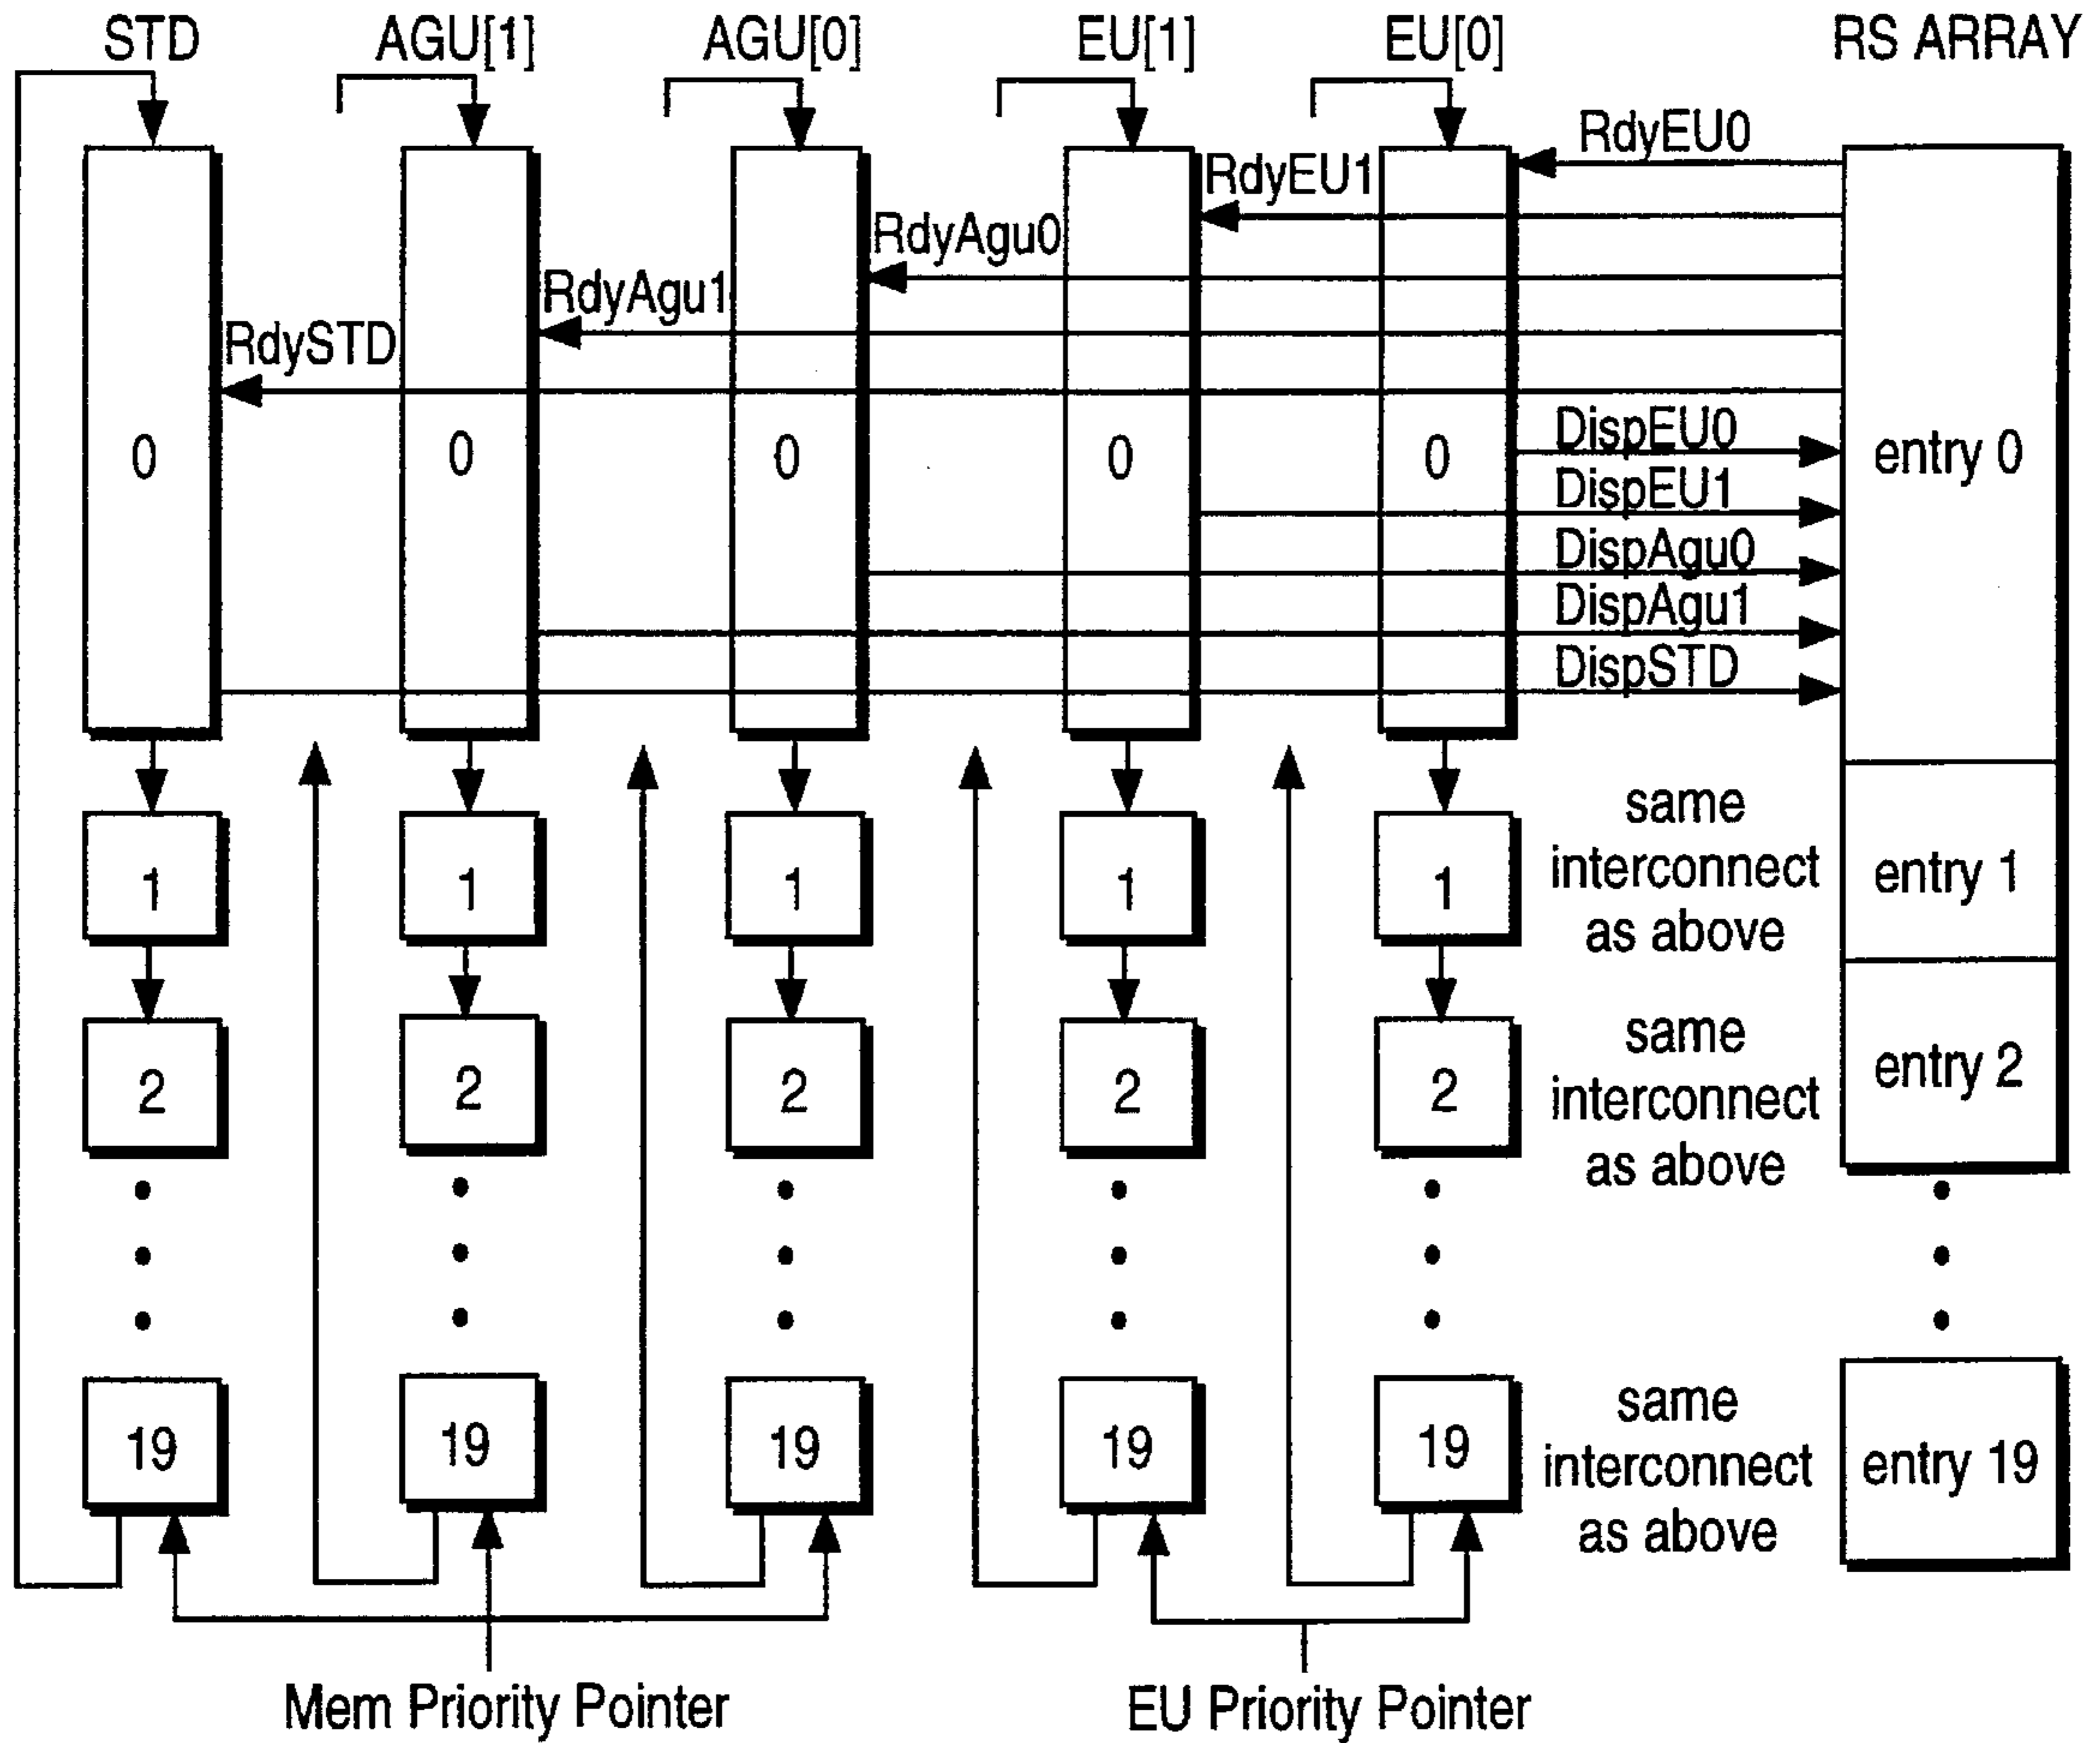 STD AGU[1] AGU[0] EU[1] EU[0] RS ARRAY
RdyEU0
RdyEU1
RdyAgu0
RdyAgu1
RdySTD
0 0 0 0 0 DispEU0 entry 0
DispEU1
DispAgu0
DispAgu1
DispSTD
same
1 1 1 1 1 interconnect entry 1
as above
same
2 2 2 2 2 interconnect entry 2
as above
same
19 19 19 19 19 interconnect entry 19
as above
Mem Priority Pointer EU Priority Pointer